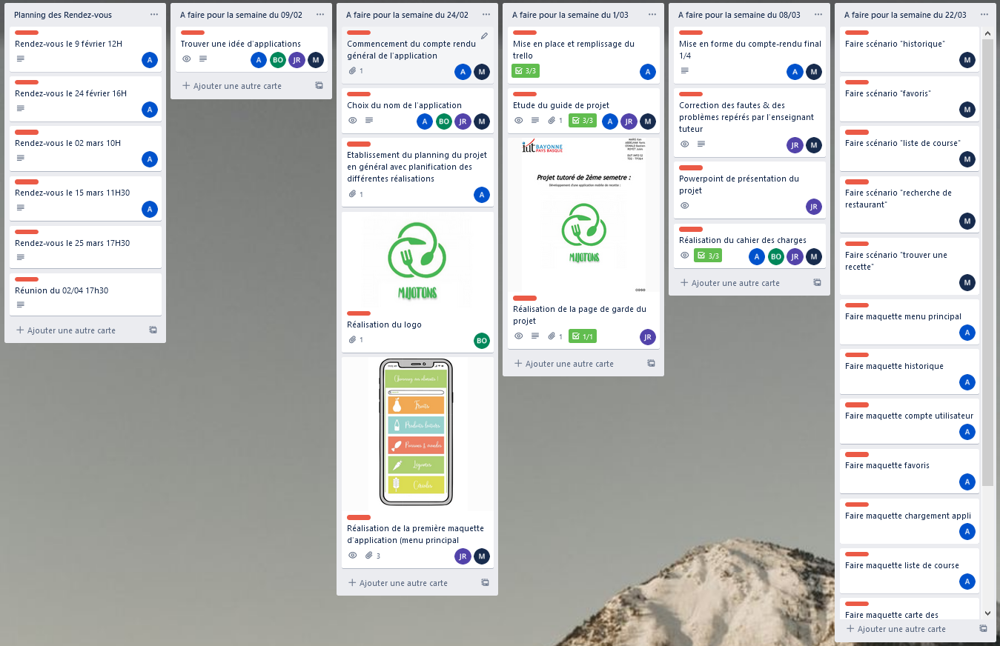 Planning des Rendez-vous
Rendez-vous le 9 février 12H
A
Rendez-vous le 24 février 16H
A
Rendez-vous le 02 mars 10H
A
Rendez-vous le 15 mars 11H30
A
Rendez-vous le 25 mars 17H30
Réunion du 02/04 17h30
Ajouter une autre carte
A faire pour la semaine du 09/02
Trouver une idée d'applications
A BO JR M
Ajouter une autre carte
A faire pour la semaine du 24/02
Commencement du compte rendu
général de l'application
1 A M
Choix du nom de l'application
A BO JR M
Etablissement du planning du projet
en général avec planification des
différentes réalisations
1 A
MIJOTONS
Réalisation du logo
1 BO
Choisissez vos aliments !
Fruits
Produits laitiers
Poissons & viandes
Légumes
Céréales
Réalisation de la première maquette
d'application (menu principal
3 JR M
Ajouter une autre carte
A faire pour la semaine du 1/03
Mise en place et remplissage du
trello
3/3 A
Etude du guide de projet
1 3/3 A JR M
iut BAYONNE
PAYS BASQUE
Projet tutoré de 2ème semetre :
Développement d'une application mobile de recette :
MIJOTONS
Réalisation de la page de garde du
projet
1 1/1 JR
Ajouter une autre carte
A faire pour la semaine du 08/03
Mise en forme du compte-rendu final
1/4
A M
Correction des fautes & des
problèmes repérés par l'enseignant
tuteur
JR M
Powerpoint de présentation du
projet
JR
Réalisation du cahier des charges
3/3 A BO JR M
Ajouter une autre carte
A faire pour la semaine du 22/03
Faire scénario "historique"
M
Faire scénario "favoris"
M
Faire scénario "liste de course"
M
Faire scénario "recherche de
restaurant"
M
Faire scénario "trouver une
recette"
M
Faire maquette menu principal
A
Faire maquette historique
A
Faire maquette compte utilisateur
A
Faire maquette favoris
A
Faire maquette chargement appli
A
Faire maquette liste de course
A
Faire maquette carte des
Ajouter une autre carte